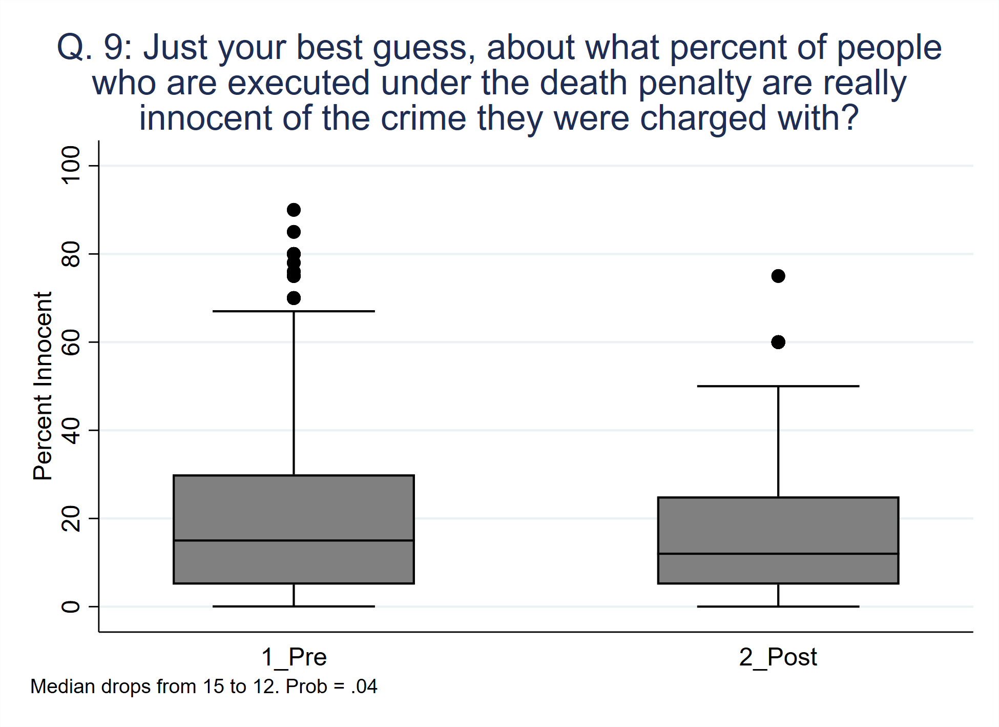 Q. 9: Just your best guess, about what percent of people
who are executed under the death penalty are really
innocent of the crime they were charged with?
Percent Innocent
100
80
60
40
20
0
1_Pre
2_Post
Median drops from 15 to 12. Prob = .04